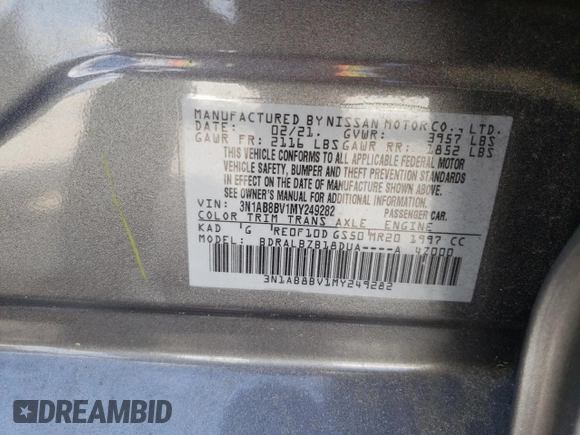 MANUFACTURED BY NISSAN MOTOR CO., LTD.
DATE: 02/21. GVWR: 3957 LBS
GAWR FR: 2116 LBS GAWR RR: 1852 LBS
THIS VEHICLE CONFORMS TO ALL APPLICABLE FEDERAL MOTOR
VEHICLE SAFETY, BUMPER AND THEFT PREVENTION STANDARDS
IN EFFECT ON THE DATE OF MANUFACTURE SHOWN ABOVE.
SEE OWNER'S MANUAL FOR ADDITIONAL INFORMATION.
VIN: 3N1AB8BV1MY249282 PASSENGER CAR.
COLOR TRIM TRANS AXLE ENGINE
KAD G RE0F10D GS50 MR20 1997 CC
MODEL: BDRALBZB18DUA----A 47000
3N1AB8BV1MY249282
DREAMBID